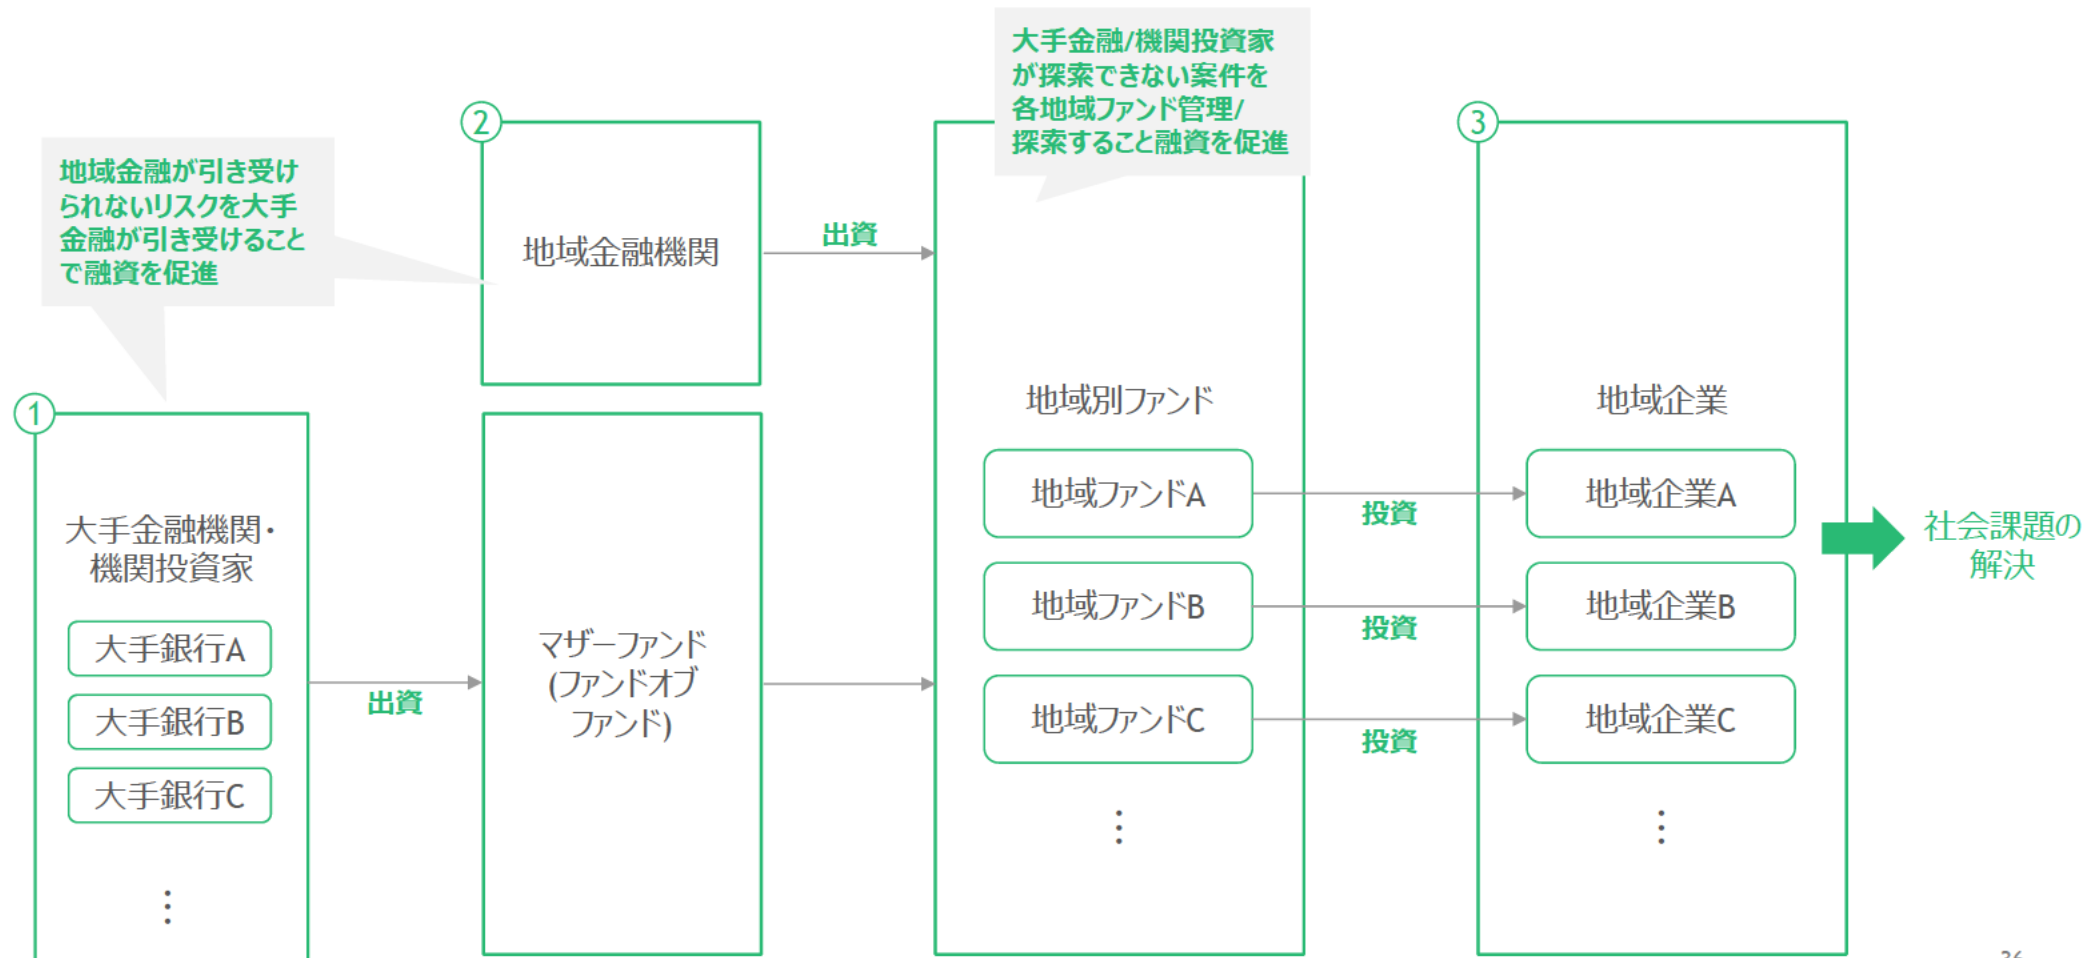 地域金融が引き受け
られないリスクを大手
金融が引き受けること
で融資を促進
①
大手金融機関・
機関投資家
大手銀行A
大手銀行B
大手銀行C
⋮
出資
②
地域金融機関
出資
マザーファンド
(ファンドオブ
ファンド)
大手金融/機関投資家
が探索できない案件を
各地域ファンド管理/
探索すること融資を促進
地域別ファンド
地域ファンドA
地域ファンドB
地域ファンドC
⋮
投資
投資
投資
③
地域企業
地域企業A
地域企業B
地域企業C
⋮
社会課題の
解決